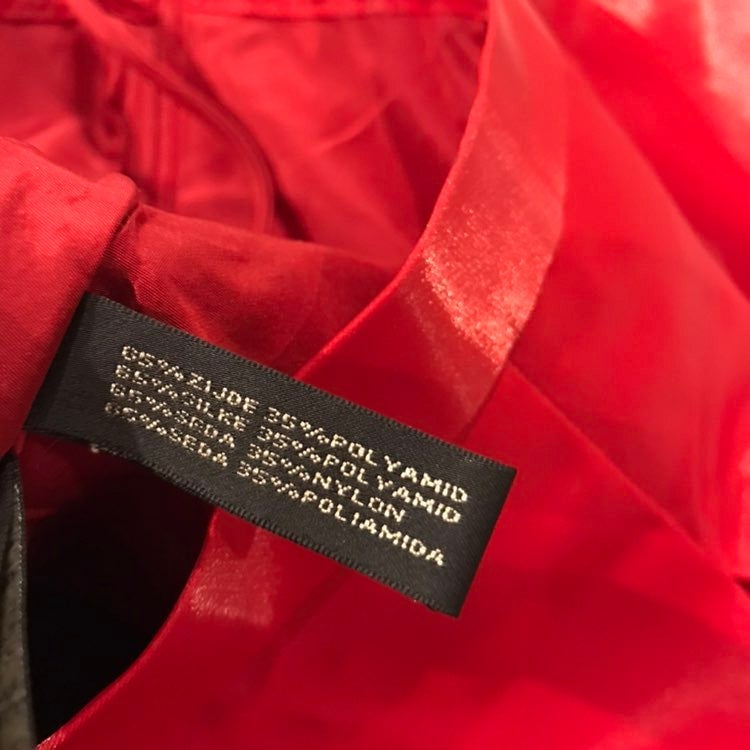 65%ZIJDE 35%POLYAMID
65%SILKE 35%POLYAMID
65%SEDA 35%NYLON
65%SEDA 35%POLIAMIDA